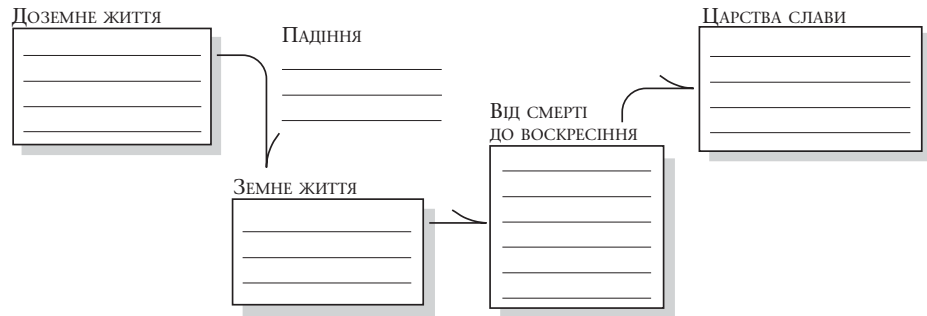 Доземне життя
Падіння
Земне життя
Від смерті
до воскресіння
Царства слави